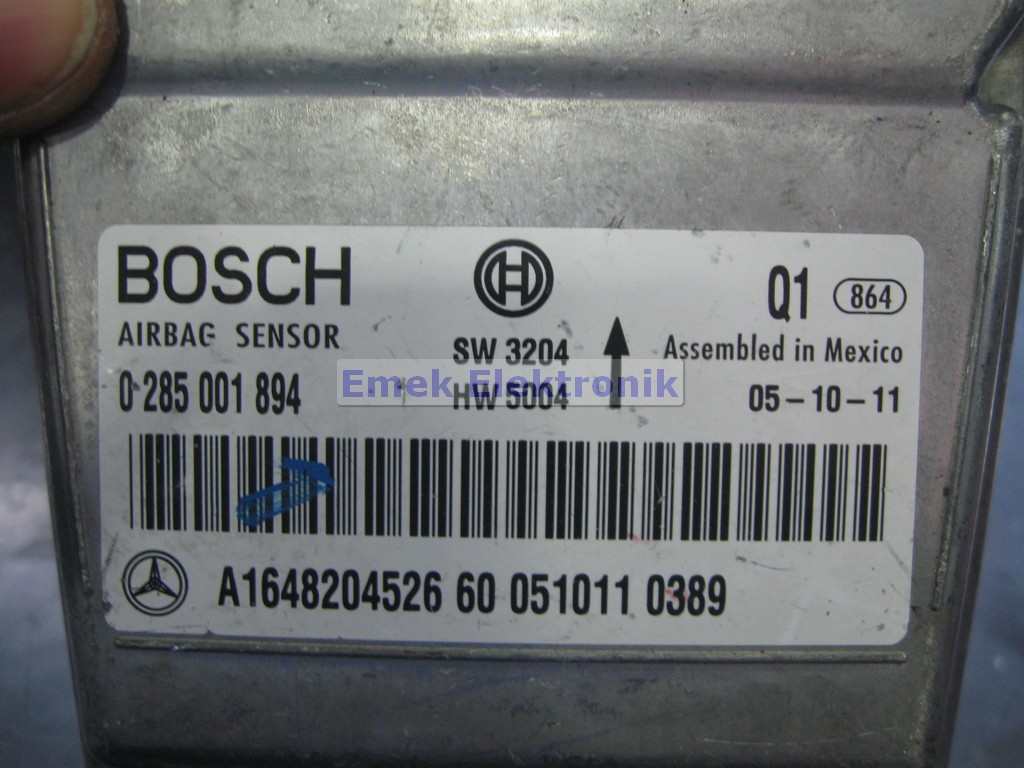 BOSCH
Q1 864
AIRBAG SENSOR
SW 3204
Assembled in Mexico
Emek Elektronik
0 285 001 894
HW 5004
05-10-11
A1648204526 60 051011 0389